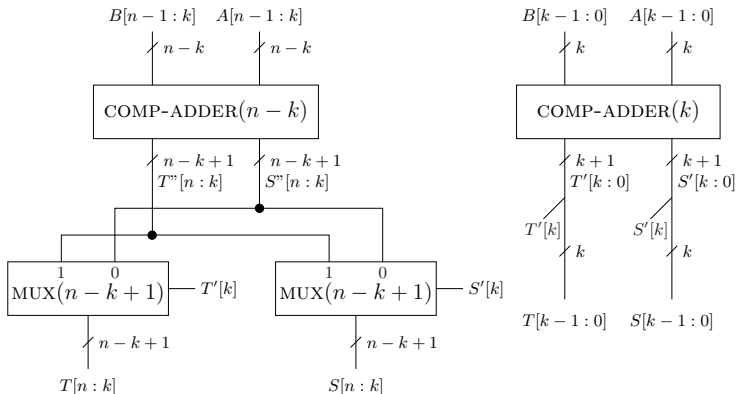 B[n − 1 : k] A[n − 1 : k] B[k − 1 : 0] A[k − 1 : 0]
n − k n − k k k
COMP-ADDER(n − k) COMP-ADDER(k)
n − k + 1 n − k + 1 k + 1 k + 1
T"[n : k] S"[n : k] T′[k : 0] S′[k : 0]
T′[k] S′[k]
k k
1 0 1 0
MUX(n − k + 1) T′[k] MUX(n − k + 1) S′[k]
T[k − 1 : 0] S[k − 1 : 0]
n − k + 1 n − k + 1
T[n : k] S[n : k]